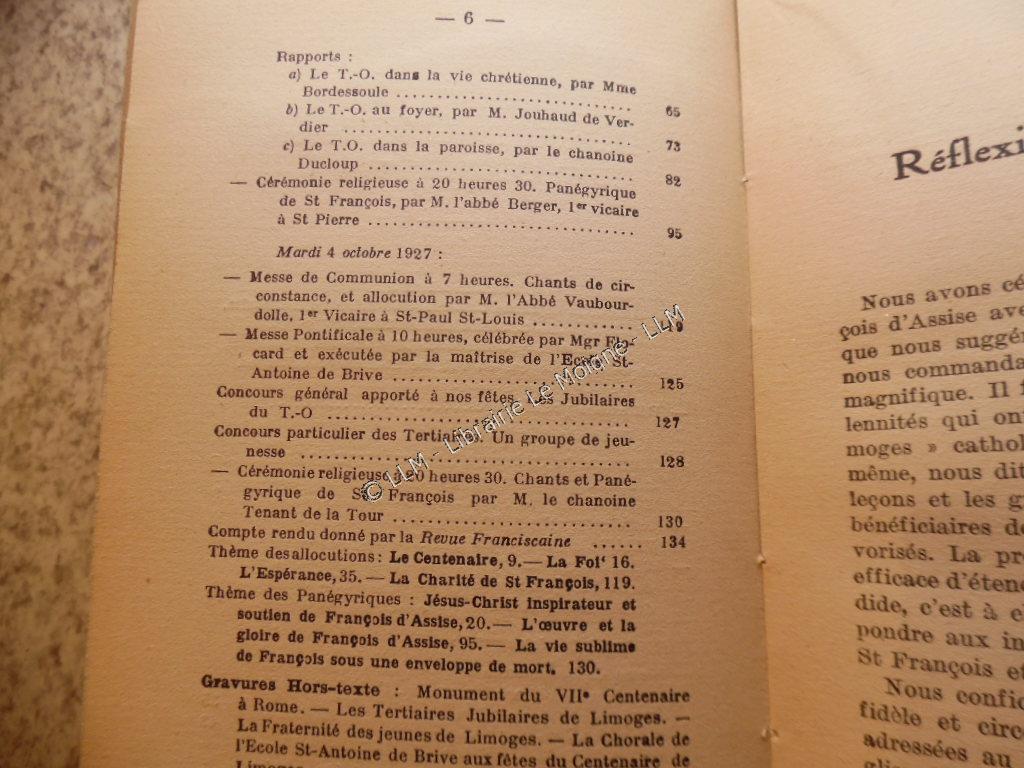 — 6 —
Rapports :
a) Le T.-O. dans la vie chrétienne, par Mme
Bordessoule .............................. 65
b) Le T.-O. au foyer, par M. Jouhaud de Ver-
dier .............................. 73
c) Le T.O. dans la paroisse, par le chanoine
Ducloup .............................. 82
— Cérémonie religieuse à 20 heures 30. Panégyrique
de St François, par M. l'abbé Berger, 1er vicaire
à St Pierre .............................. 95
Mardi 4 octobre 1927 :
— Messe de Communion à 7 heures. Chants de cir-
constance, et allocution par M. l'Abbé Vaubour-
dolle, 1er Vicaire à St-Paul St-Louis ............
— Messe Pontificale à 10 heures, célébrée par Mgr
card et exécutée par la maîtrise de l'Ecole St-
Antoine de Brive .............................. 125
Concours général apporté à nos fêtes. Les Jubilaires
du T.-O .............................. 127
Concours particulier des Tertiaires. Un groupe de jeu-
nesse .............................. 128
— Cérémonie religieuse à 20 heures 30. Chants et Pané-
gyrique de St François par M. le chanoine
Tenant de la Tour .............................. 130
Compte rendu donné par la Revue Franciscaine ...... 134
Thème des allocutions : Le Centenaire, 9. — La Foi' 16.
L'Espérance, 35. — La Charité de St François, 119.
Thème des Panégyriques : Jésus-Christ inspirateur et
soutien de François d'Assise, 20. — L'œuvre et la
gloire de François d'Assise, 95. — La vie sublime
de François sous une enveloppe de mort. 130.
Gravures Hors-texte : Monument du VIIe Centenaire
à Rome. — Les Tertiaires Jubilaires de Limoges. —
La Fraternité des jeunes de Limoges. — La Chorale de
l'Ecole St-Antoine de Brive aux fêtes du Centenaire de
Limoges
© LLM - Librairie Le Moigne - LLM
Réflexi
Nous avons cé
çois d'Assise ave
que nous suggér
nous commanda
magnifique. Il f
lennités qui on
moges » cathol
même, nous dit
leçons et les g
bénéficiaires de
vorisés. La pr
efficace d'étend
dide, c'est à e
pondre aux in
St François et
Nous confi
fidèle et circ
adressées au